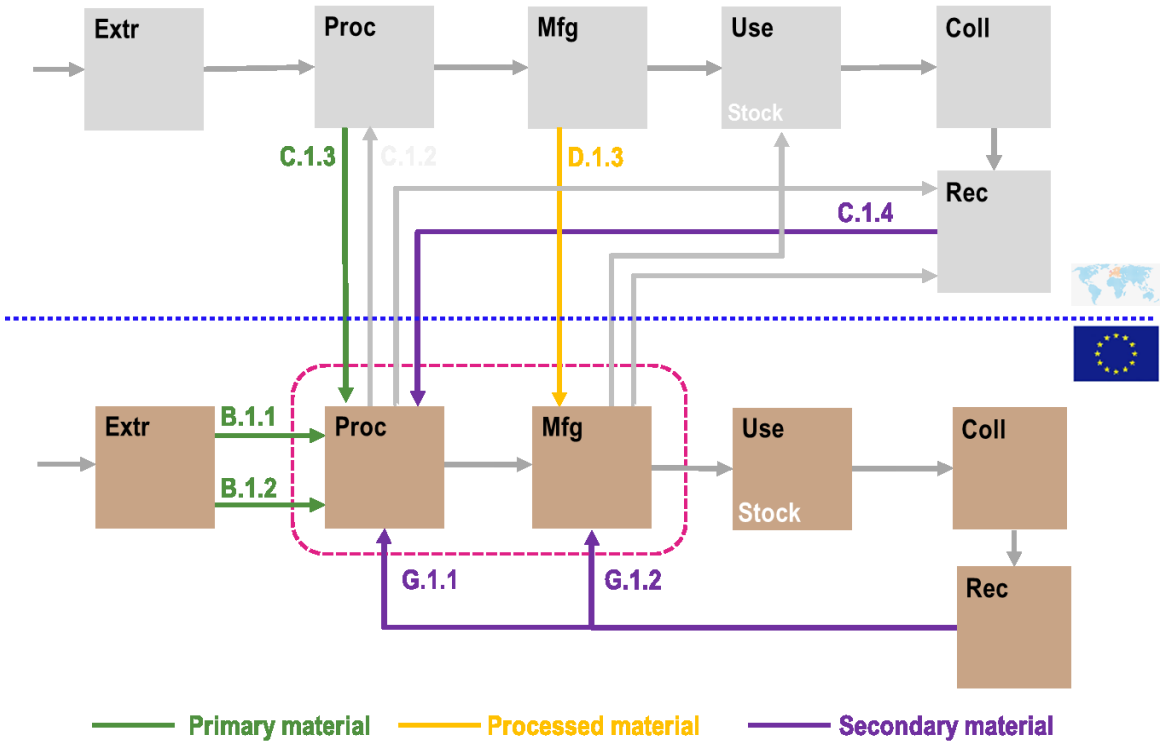 Extr
Proc
Mfg
Use
Coll
Stock
C.1.3
C.1.2
D.1.3
Rec
C.1.4
Extr
B.1.1
B.1.2
Proc
Mfg
Use
Stock
Coll
G.1.1
G.1.2
Rec
Primary material
Processed material
Secondary material